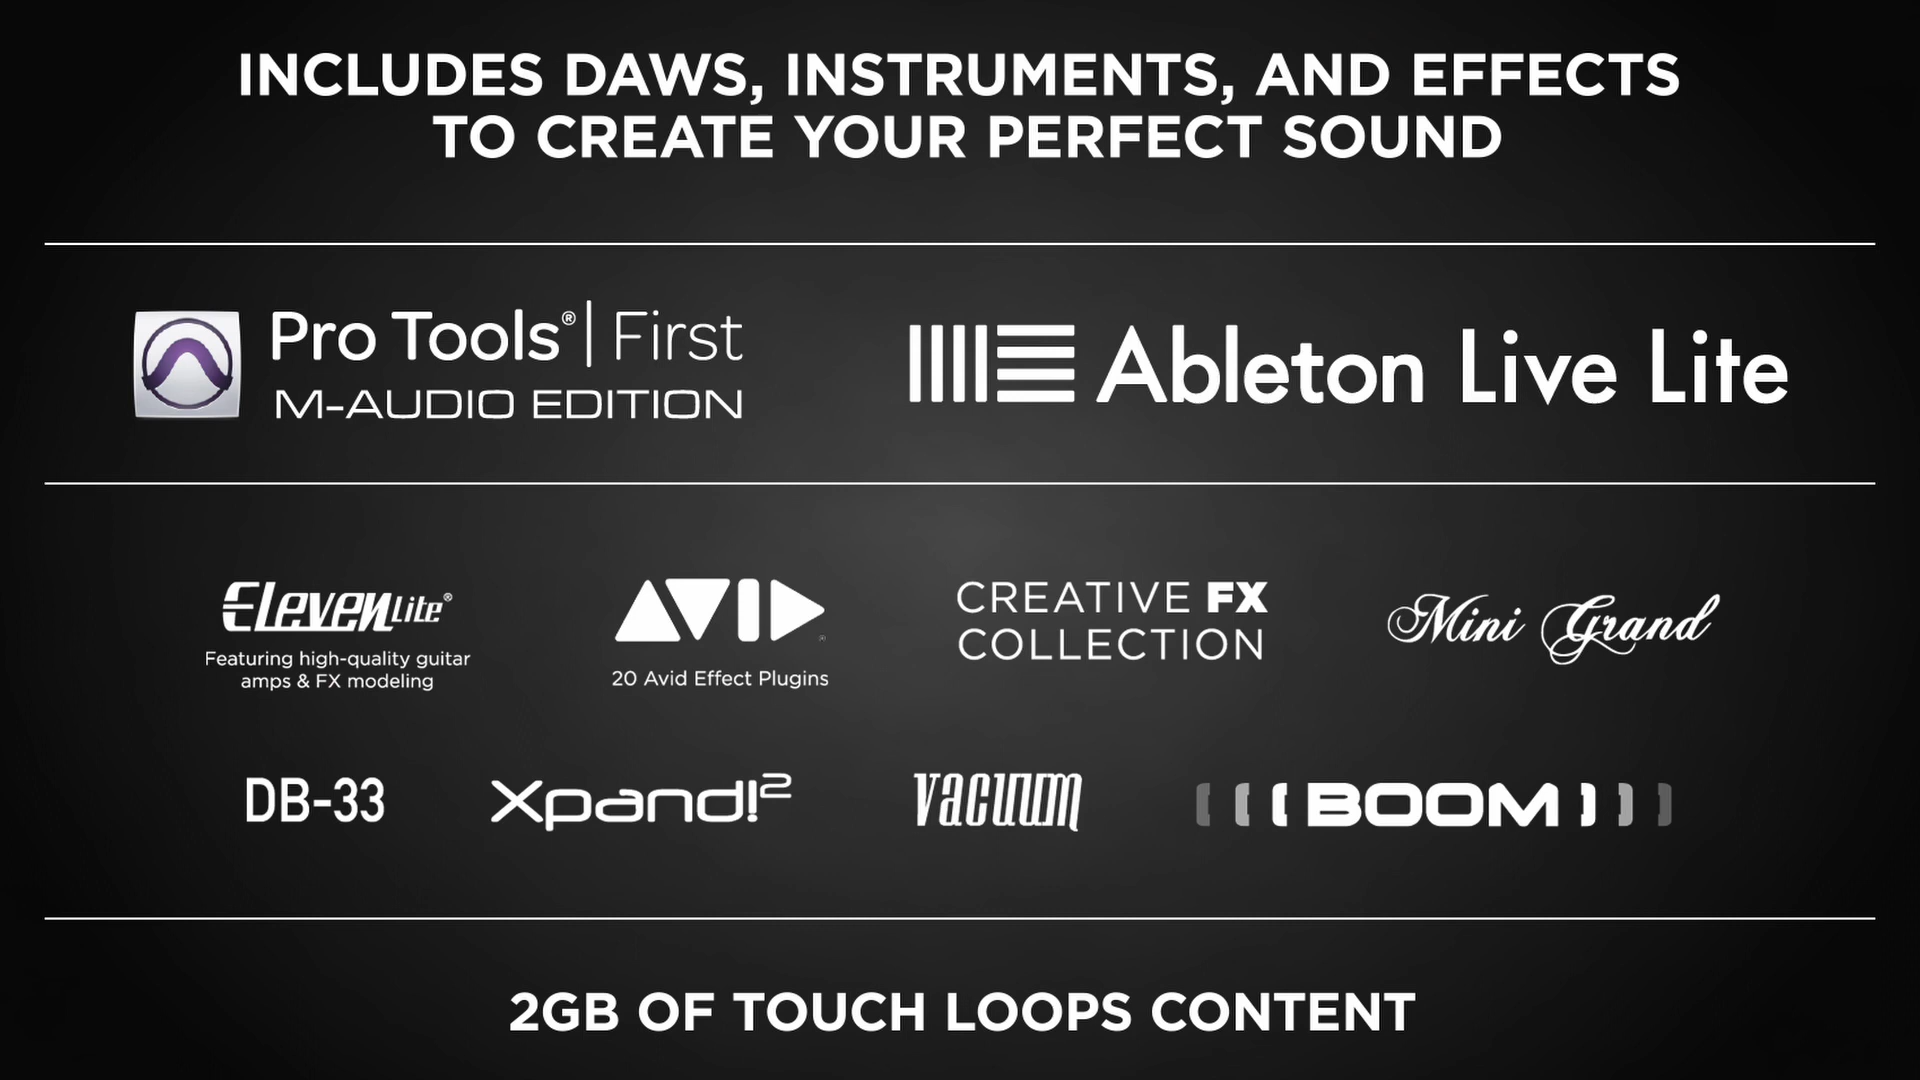 INCLUDES DAWS, INSTRUMENTS, AND EFFECTS
TO CREATE YOUR PERFECT SOUND
Pro Tools® | First
M-AUDIO EDITION
Ableton Live Lite
Eleven Lite®
Featuring high-quality guitar
amps & FX modeling
AVID®
20 Avid Effect Plugins
CREATIVE FX
COLLECTION
Mini Grand
DB-33
Xpand!²
Vacuum
BOOM
2GB OF TOUCH LOOPS CONTENT